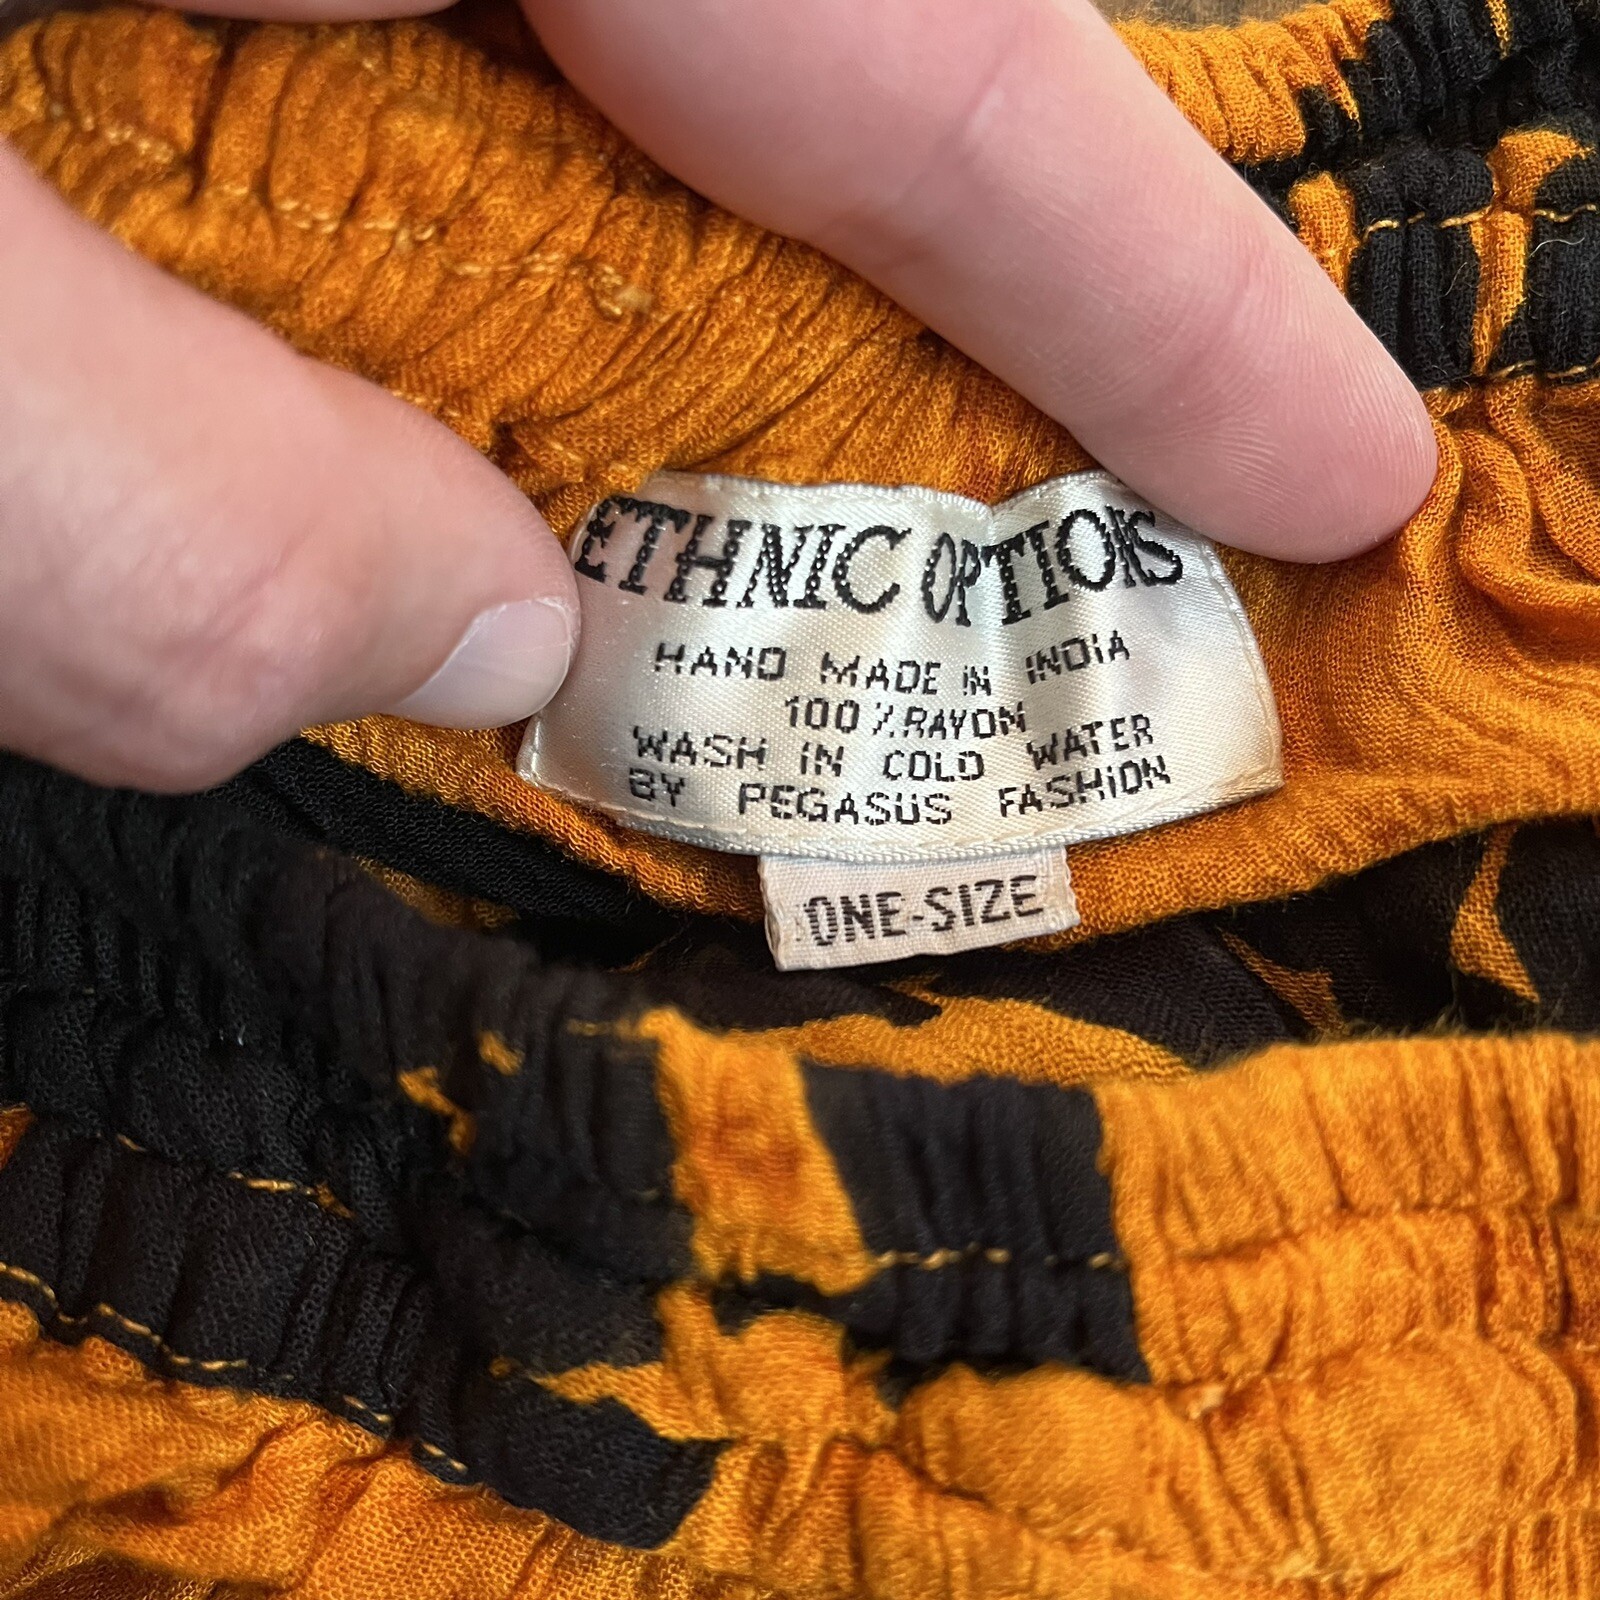 ETHNIC OPTIONS
HAND MADE IN INDIA
100% RAYON
WASH IN COLD WATER
BY PEGASUS FASHION
ONE-SIZE